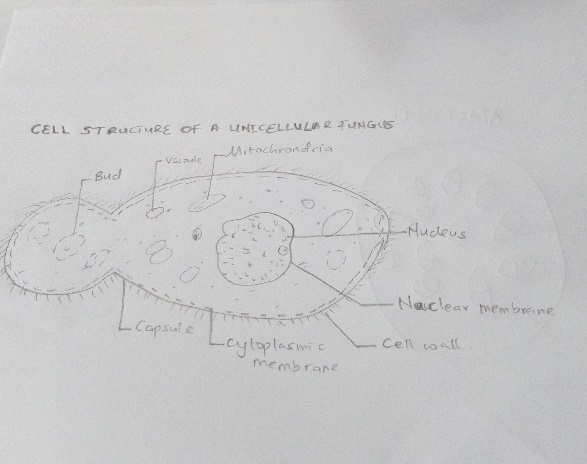 CELL STRUCTURE OF A UNICELLULAR FUNGUS
Mitochrondria
Vacuole
Bud
Nucleus
Nuclear membrane
Capsule
Cytoplasmic
membrane
Cell wall